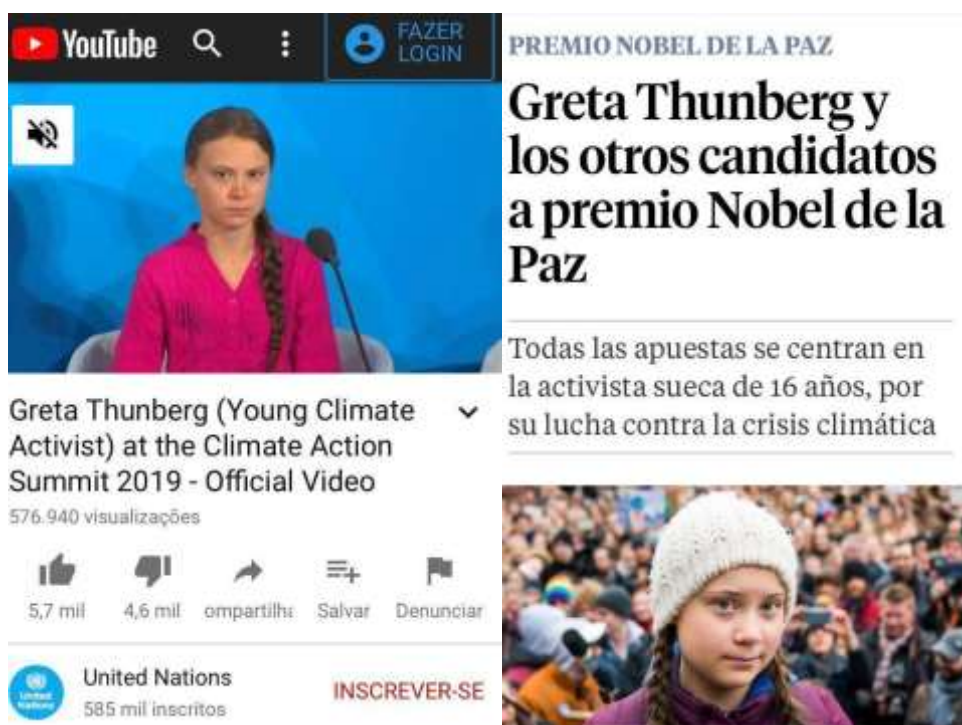 YouTube
FAZER
LOGIN
Greta Thunberg (Young Climate
Activist) at the Climate Action
Summit 2019 - Official Video
576.940 visualizações
5,7 mil 4,6 mil ompartilha Salvar Denunciar
United Nations
United Nations
585 mil inscritos
INSCREVER-SE
PREMIO NOBEL DE LA PAZ
Greta Thunberg y
los otros candidatos
a premio Nobel de la
Paz
Todas las apuestas se centran en
la activista sueca de 16 años, por
su lucha contra la crisis climática